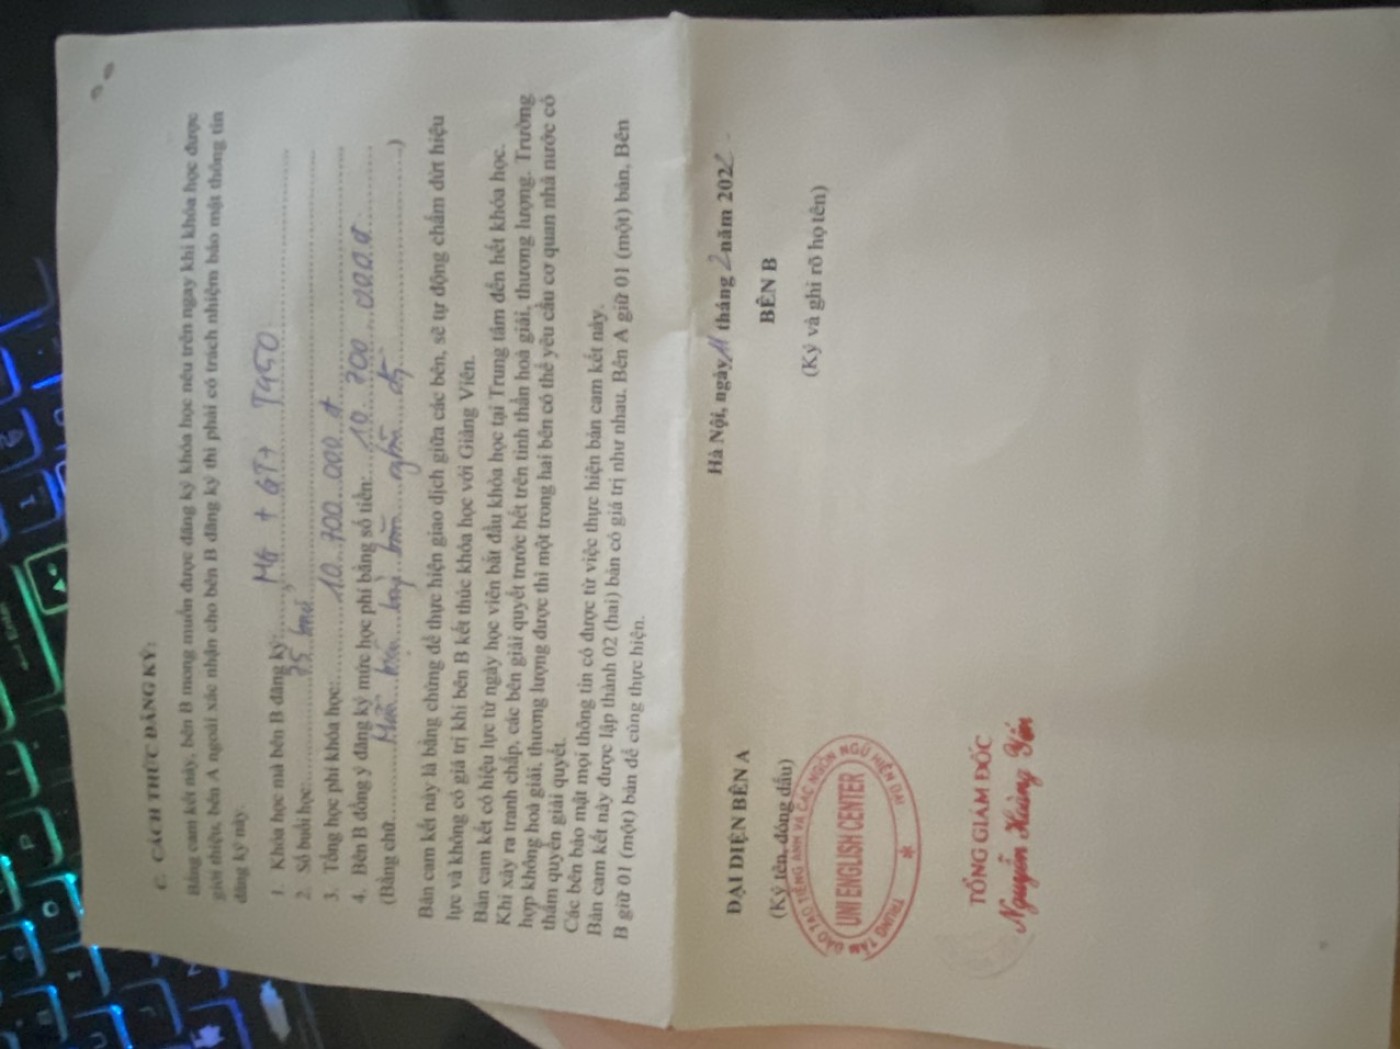 C. CÁCH THỨC ĐĂNG KÝ:
Bằng cam kết này, bên B mong muốn được đăng ký khóa học nêu trên ngay khi khóa học được
giới thiệu, bên A ngoài xác nhận cho bên B đăng ký thì phải có trách nhiệm bảo mật thông tin
đăng ký này.
1. Khóa học mà bên B đăng ký: MG + GT + T450
2. Số buổi học: 75 buổi
3. Tổng học phí khóa học: 10.700.000 đ
4. Bên B đồng ý đăng ký mức học phí bằng số tiền: 10.700.000.đ
(Bằng chữ Mười triệu bảy trăm nghìn đồng)
Bản cam kết này là bằng chứng để thực hiện giao dịch giữa các bên, sẽ tự động chấm dứt hiệu
lực và không có giá trị khi bên B kết thúc khóa học với Giảng Viên.
Bản cam kết có hiệu lực từ ngày học viên bắt đầu khóa học tại Trung tâm đến hết khóa học.
Khi xảy ra tranh chấp, các bên giải quyết trước hết trên tinh thần hoà giải, thương lượng. Trường
hợp không hoà giải, thương lượng được thì một trong hai bên có thể yêu cầu cơ quan nhà nước có
thẩm quyền giải quyết.
Các bên bảo mật mọi thông tin có được từ việc thực hiện bản cam kết này.
Bản cam kết này được lập thành 02 (hai) bản có giá trị như nhau. Bên A giữ 01 (một) bản, Bên
B giữ 01 (một) bản để cùng thực hiện.
Hà Nội, ngày 11 tháng 2 năm 2022
ĐẠI DIỆN BÊN A
(Ký tên, đóng dấu)
BÊN B
(Ký và ghi rõ họ tên)
TRUNG TÂM ĐÀO TẠO TIẾNG ANH VÀ CÁC NGÔN NGỮ HIỆN ĐẠI
UNI ENGLISH CENTER
TỔNG GIÁM ĐỐC
Nguyễn Hoàng Yến